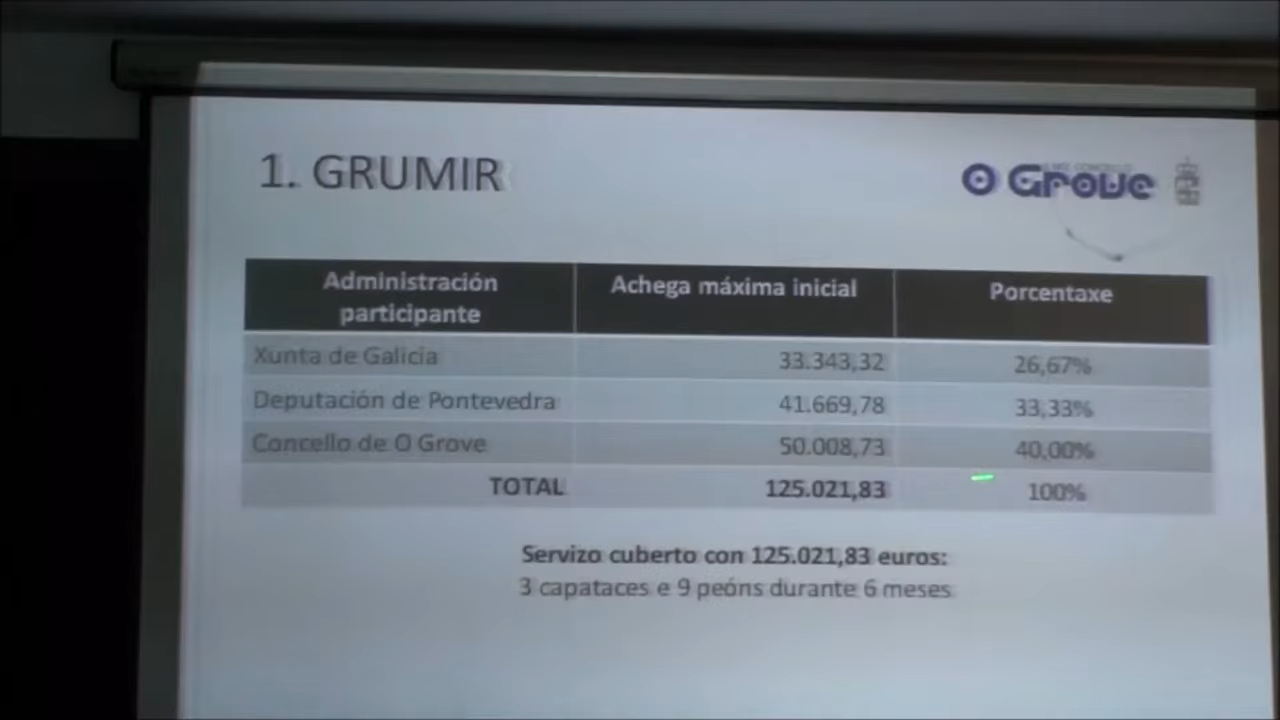 1. GRUMIR
O Grove
Administración
participante
Achega máxima inicial
Porcentaxe
Xunta de Galicia 33.343,32 26,67%
Deputación de Pontevedra 41.669,78 33,33%
Concello de O Grove 50.008,73 40,00%
TOTAL 125.021,83 100%
Servizo cuberto con 125.021,83 euros:
3 capataces e 9 peóns durante 6 meses